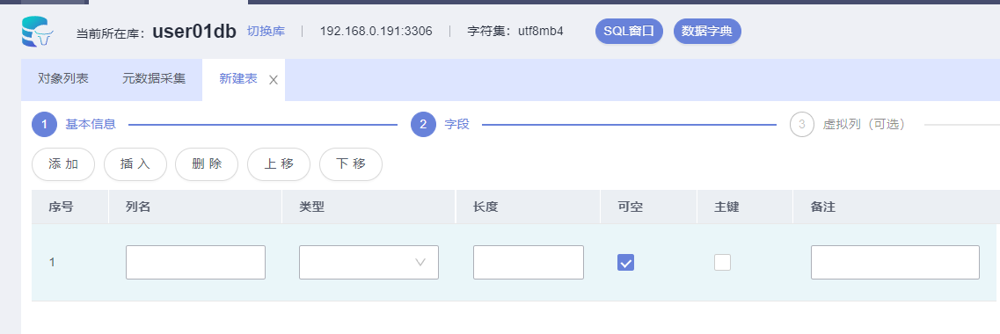 当前所在库：user01db 切换库 192.168.0.191:3306 字符集：utf8mb4 SQL窗口 数据字典
对象列表 元数据采集 新建表 X
1 基本信息 2 字段 3 虚拟列（可选）
添 加 插 入 删 除 上 移 下 移
序号 列名 类型 长度 可空 主键 备注
1